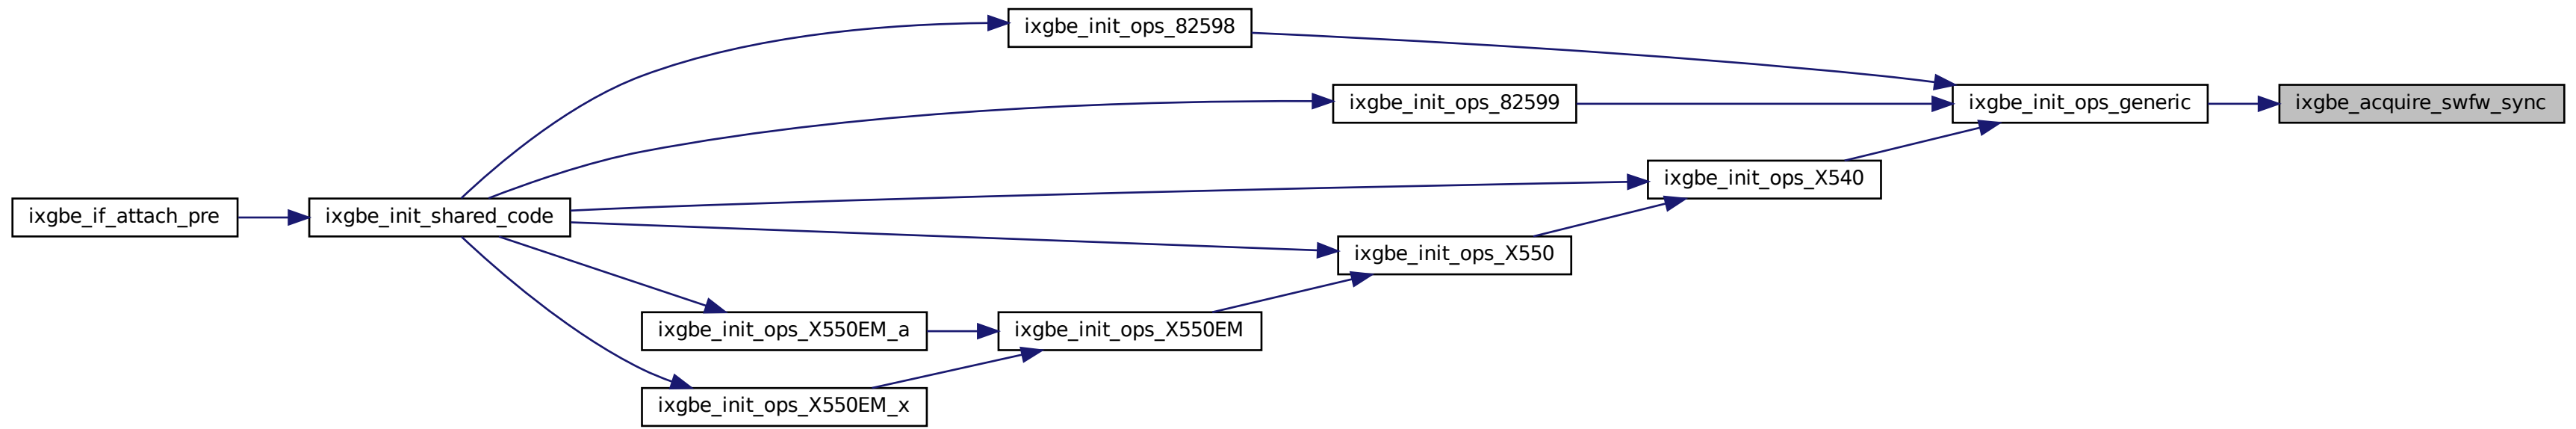 ixgbe_init_ops_82598
ixgbe_init_ops_82599
ixgbe_init_ops_generic
ixgbe_acquire_swfw_sync
ixgbe_init_ops_X540
ixgbe_if_attach_pre
ixgbe_init_shared_code
ixgbe_init_ops_X550
ixgbe_init_ops_X550EM_a
ixgbe_init_ops_X550EM
ixgbe_init_ops_X550EM_x